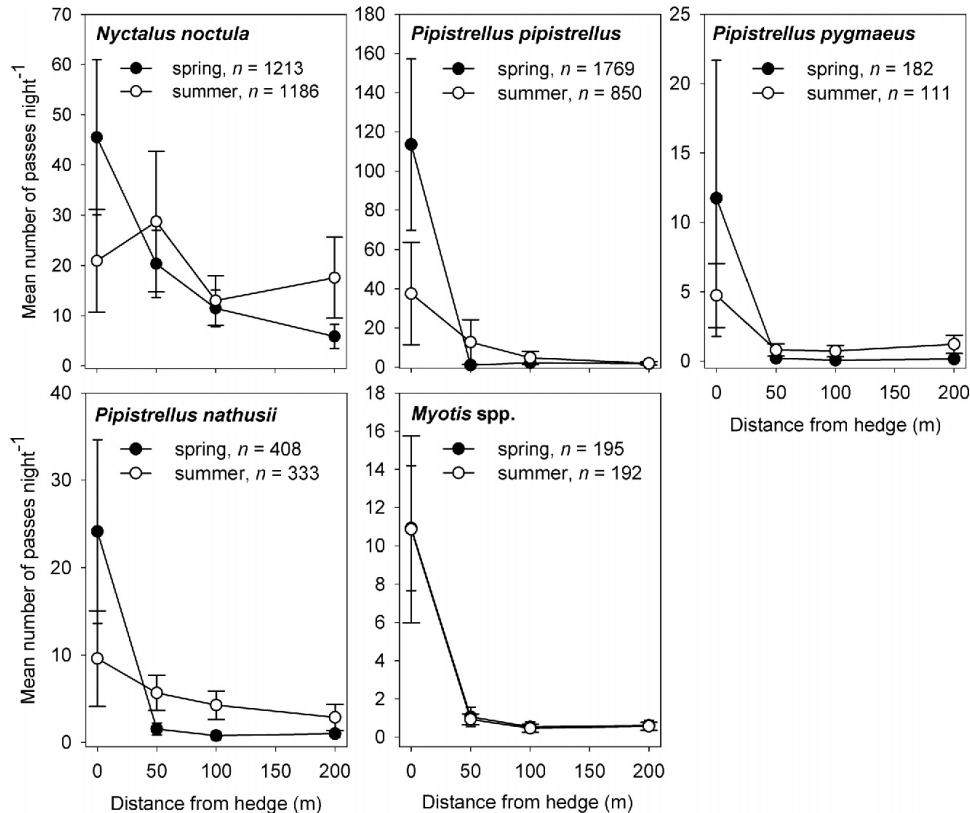 Nyctalus noctula
spring, n = 1213
summer, n = 1186
70
60
50
40
30
20
10
0
Mean number of passes night-1
Pipistrellus pipistrellus
spring, n = 1769
summer, n = 850
180
160
140
120
100
80
60
40
20
0
Pipistrellus pygmaeus
spring, n = 182
summer, n = 111
25
20
15
10
5
0
0 50 100 150 200
Distance from hedge (m)
Pipistrellus nathusii
spring, n = 408
summer, n = 333
40
30
20
10
0
Mean number of passes night-1
0 50 100 150 200
Distance from hedge (m)
Myotis spp.
spring, n = 195
summer, n = 192
18
16
14
12
10
8
6
4
2
0
0 50 100 150 200
Distance from hedge (m)